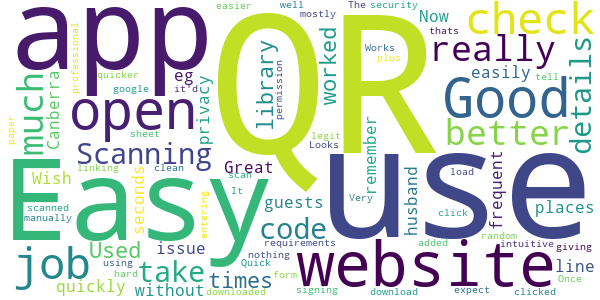 app
QR
check
really
Good
details
better
much
Canberra
eg
it'd
privacy
library
permission
worked
Now
thats
easily
open
Scanning
Easy
use
website
job
take
Used
issue
times
quickly
without
code
guests
seconds
Wish
Great
husband
remember
frequent
places
line
easier
well
mostly
The
security
Works
plus
tell
legit
Looks
professional
quicker
google
paper
sheet
clean
linking
scan
It
scanned
manually
using
entering
hard
downloaded
Quick
nothing
requirements
form
signing
download
added
click
Very
load
intuitive
random
giving
Once
expect
clicked